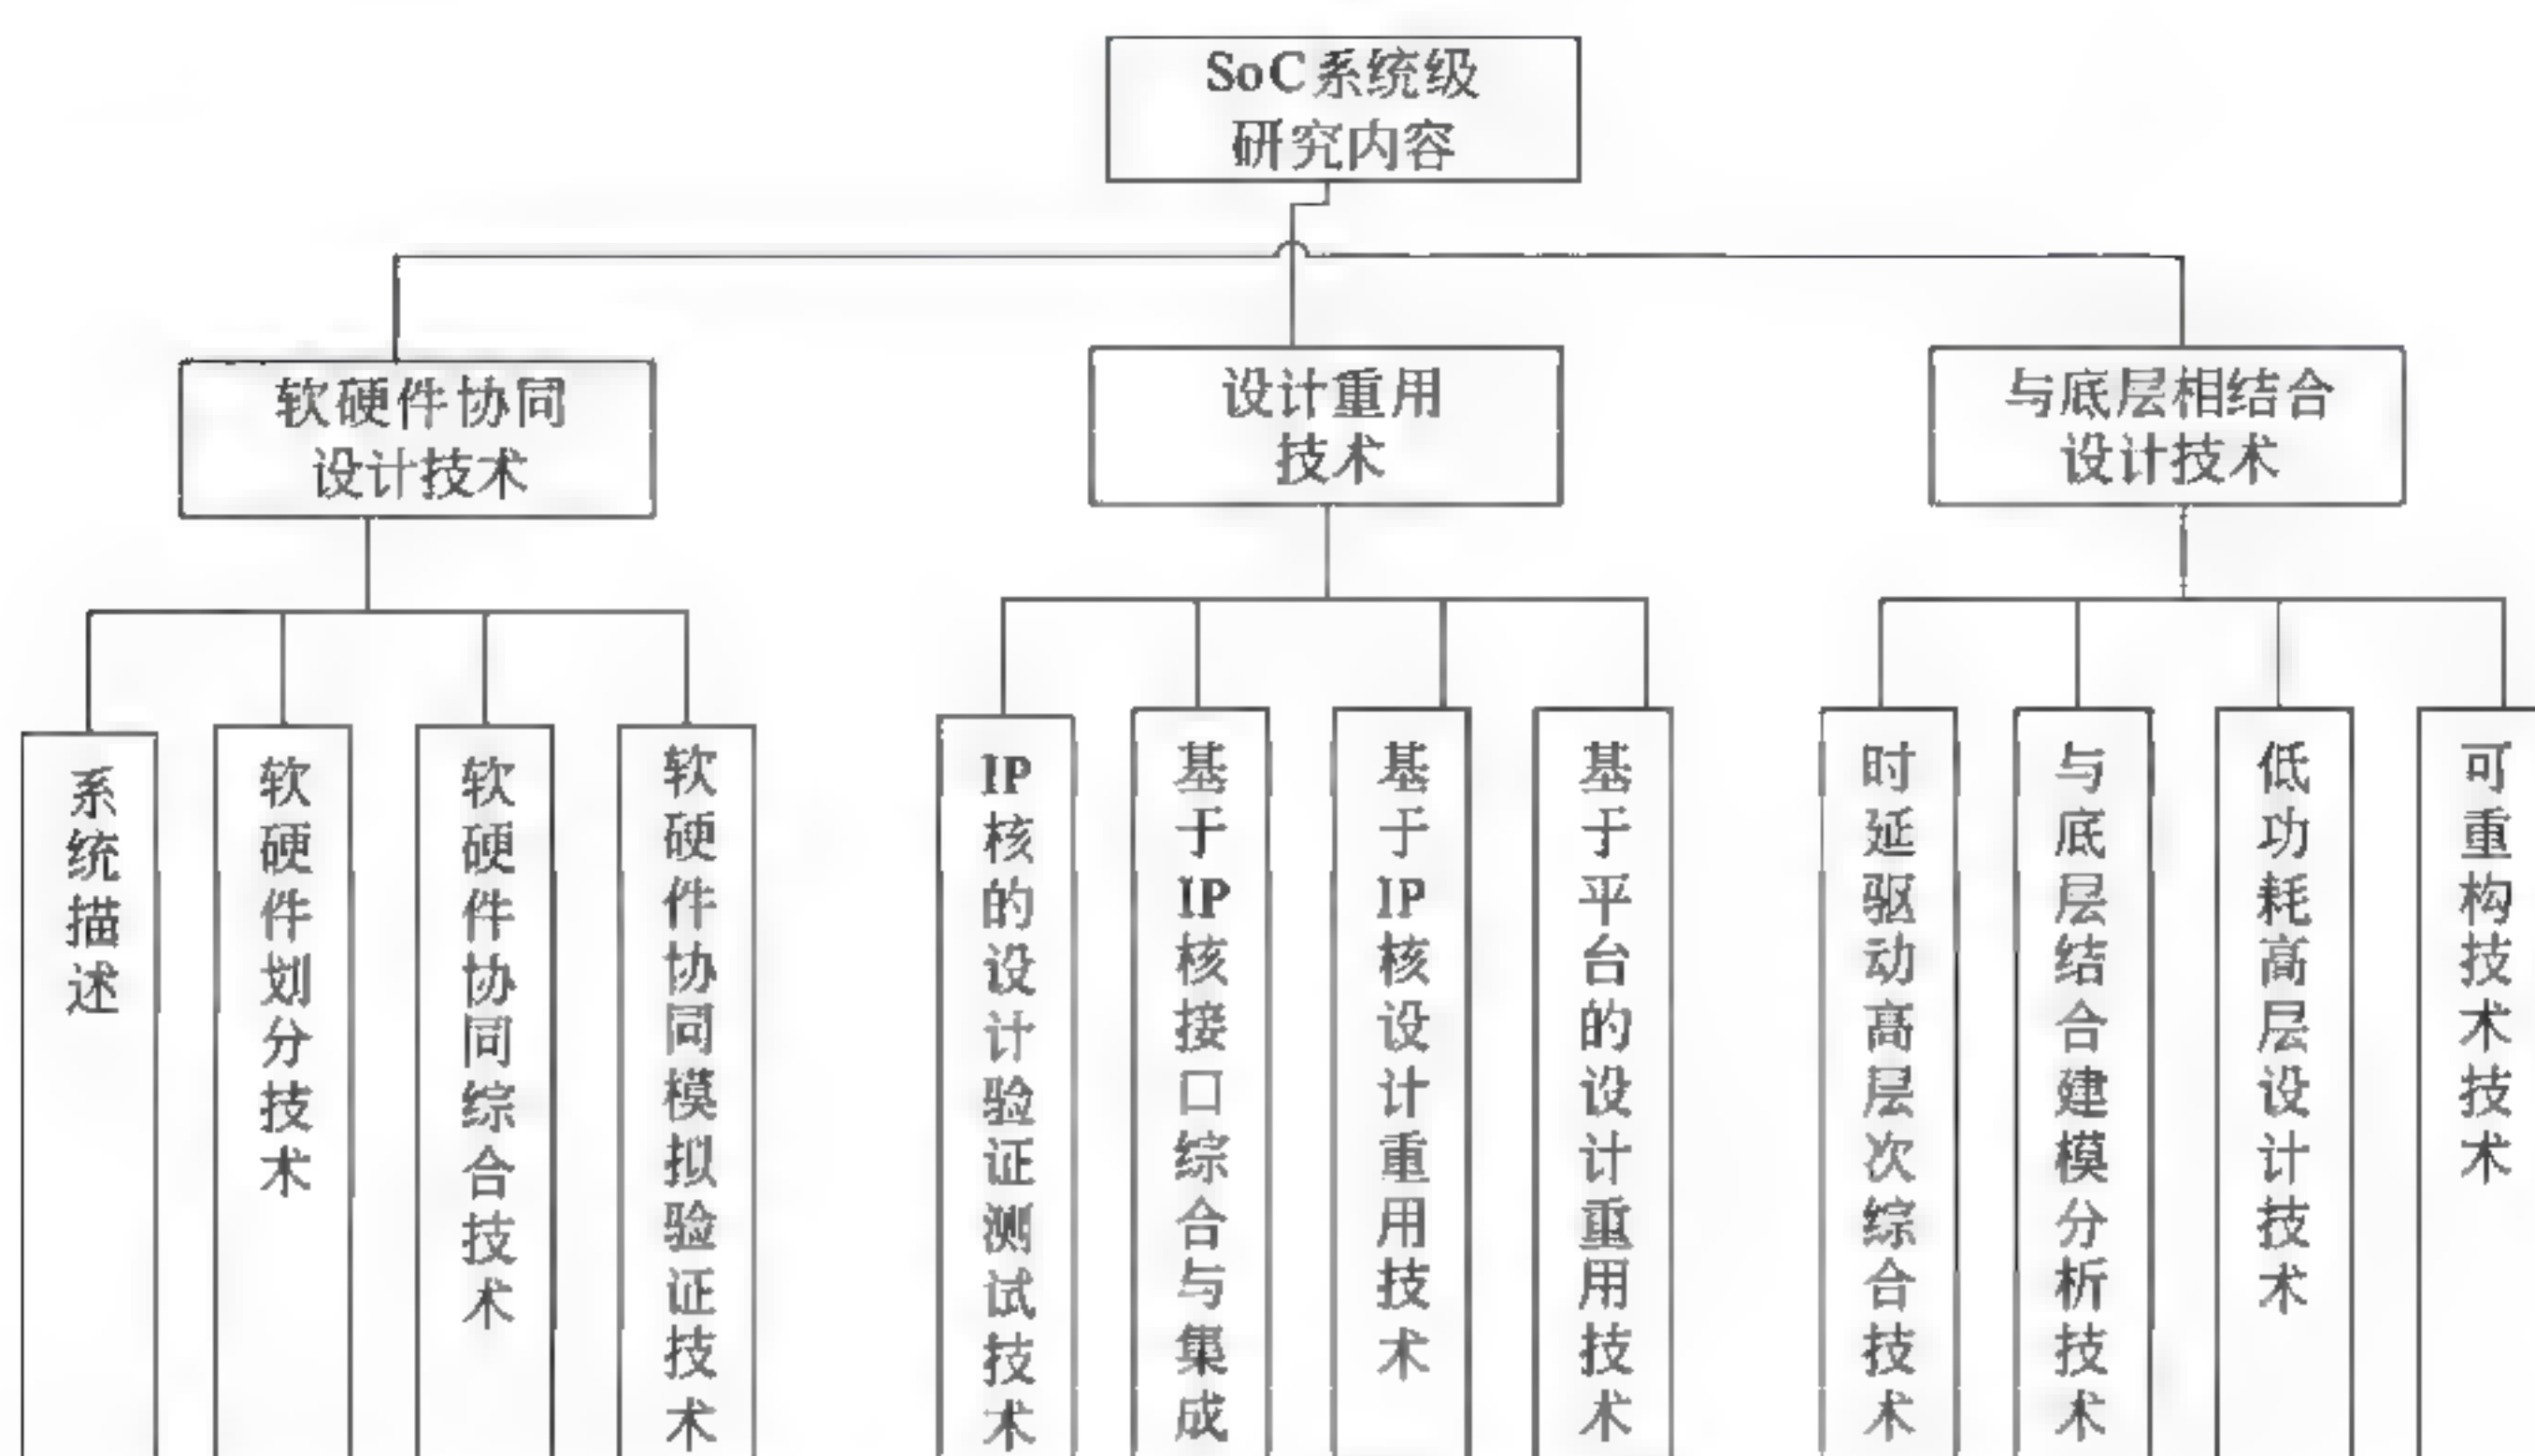 SoC系统级
研究内容
软硬件协同
设计技术
设计重用
技术
与底层相结合
设计技术
系统描述
软硬件划分技术
软硬件协同综合技术
软硬件协同模拟验证技术
IP核的设计验证测试技术
基于IP核接口综合与集成
基于IP核设计重用技术
基于平台的设计重用技术
时延驱动高层次综合技术
与底层结合建模分析技术
低功耗高层设计技术
可重构技术技术